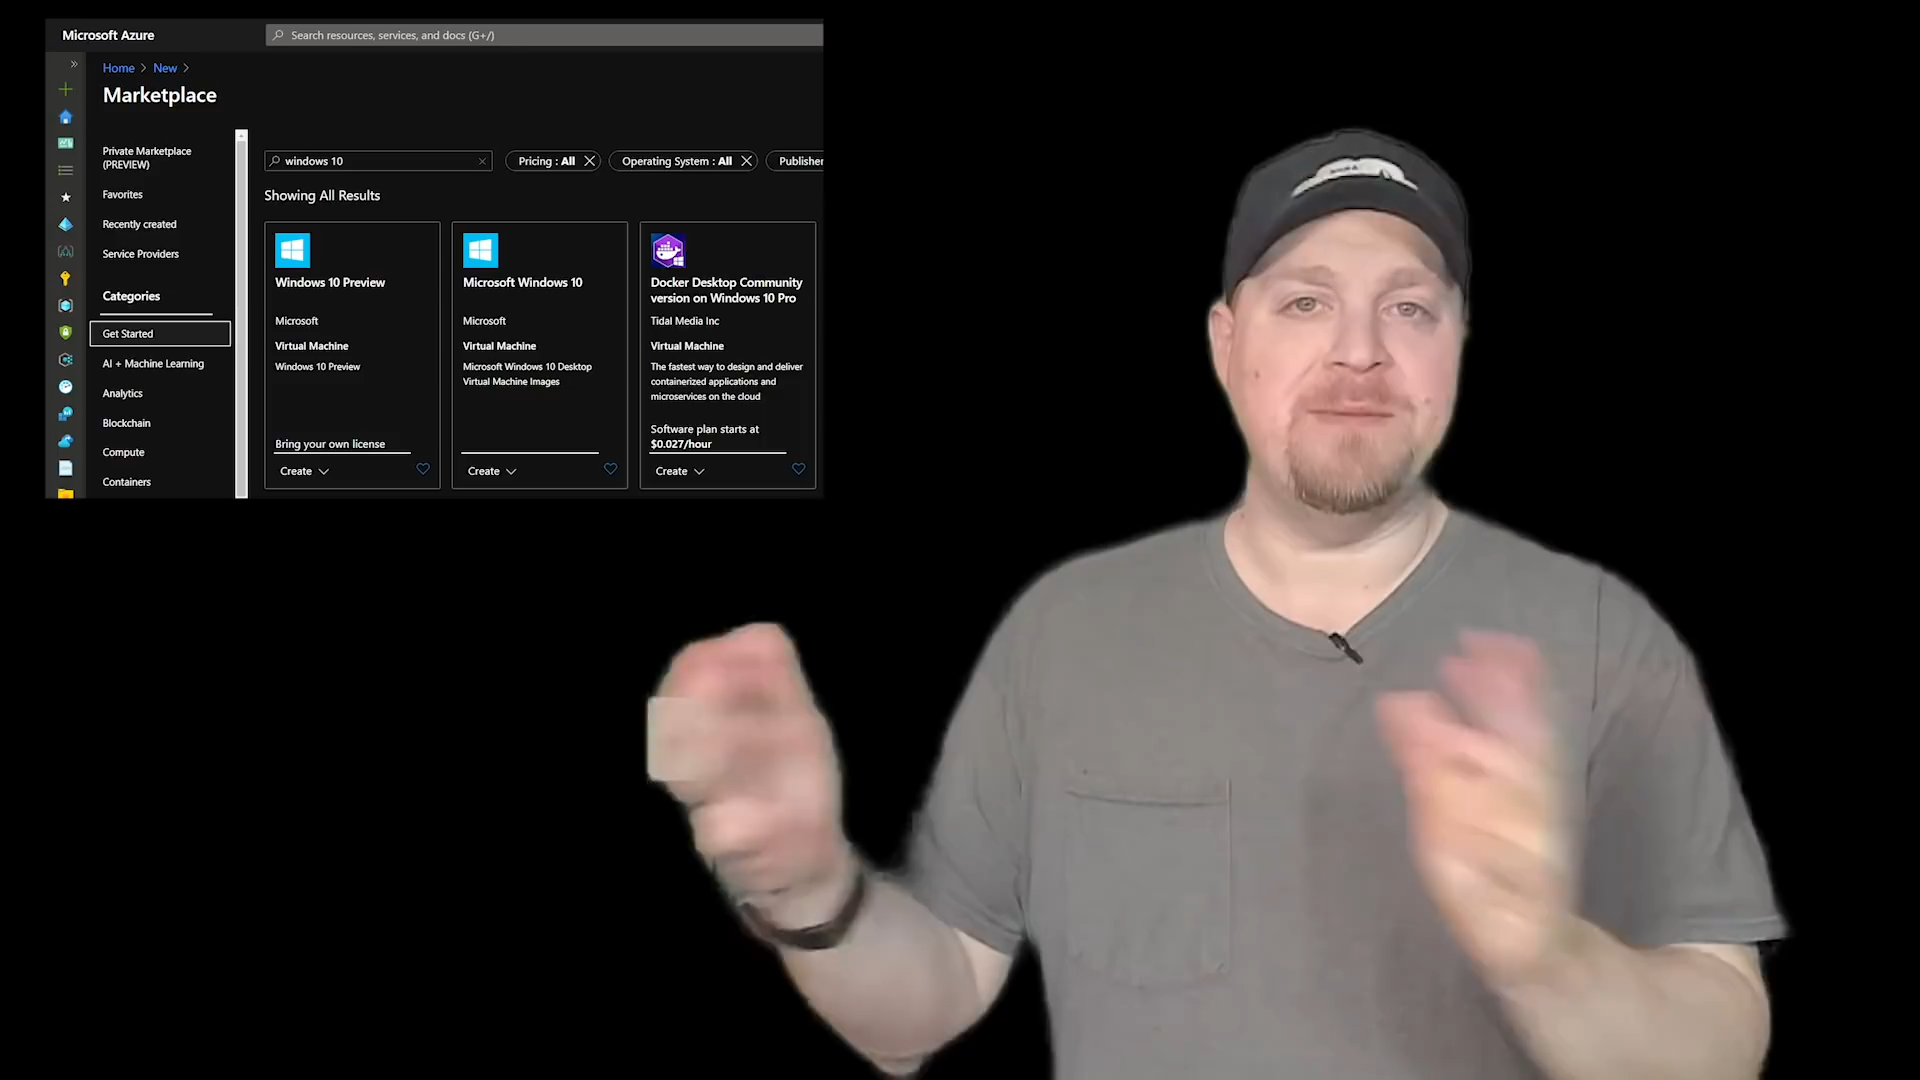 Microsoft Azure
Search resources, services, and docs (G+/)
Home > New >
Marketplace
Private Marketplace
(PREVIEW)
Favorites
Recently created
Service Providers
Categories
Get Started
AI + Machine Learning
Analytics
Blockchain
Compute
Containers
windows 10
Pricing : All
Operating System : All
Publisher
Showing All Results
Windows 10 Preview
Microsoft
Virtual Machine
Windows 10 Preview
Bring your own license
Create
Microsoft Windows 10
Microsoft
Virtual Machine
Microsoft Windows 10 Desktop
Virtual Machine Images
Create
Docker Desktop Community
version on Windows 10 Pro
Tidal Media Inc
Virtual Machine
The fastest way to design and deliver
containerized applications and
microservices on the cloud
Software plan starts at
$0.027/hour
Create